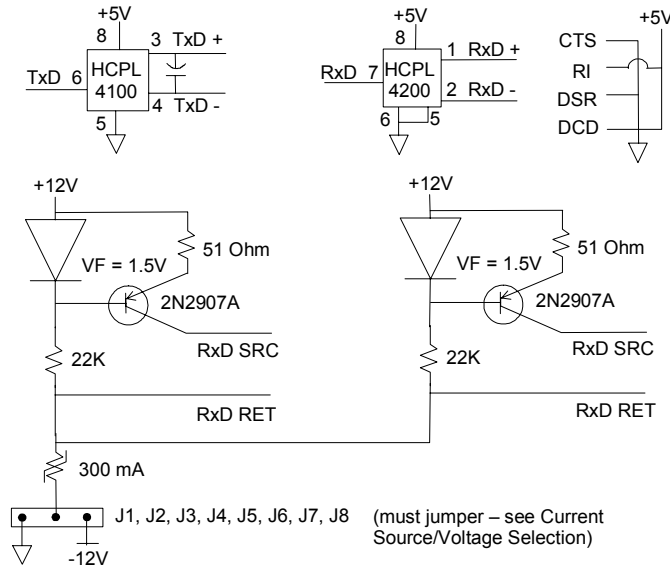 +5V
8
3 TxD +
TxD 6
HCPL
4100
4 TxD -
5
+5V
8
1 RxD +
RxD 7
HCPL
4200
2 RxD -
6
5
+5V
CTS
RI
DSR
DCD
+12V
51 Ohm
VF = 1.5V
2N2907A
RxD SRC
22K
RxD RET
+12V
51 Ohm
VF = 1.5V
2N2907A
RxD SRC
22K
RxD RET
300 mA
J1, J2, J3, J4, J5, J6, J7, J8
(must jumper – see Current
Source/Voltage Selection)
-12V